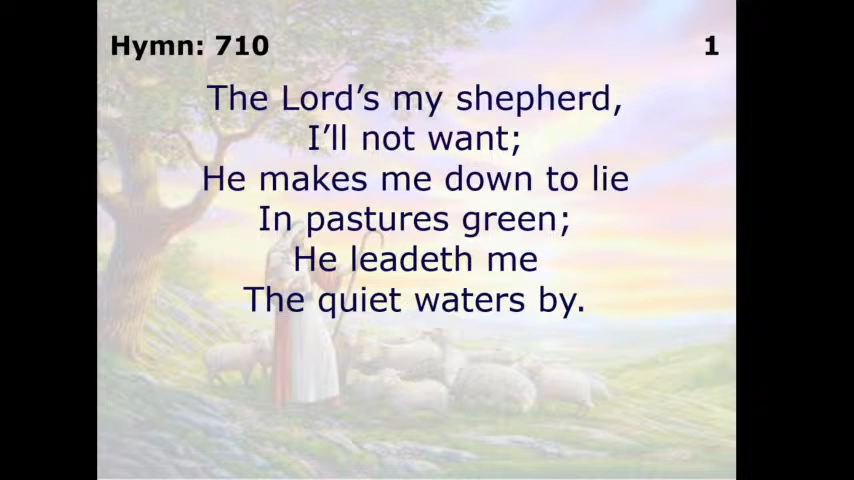 Hymn: 710 1
The Lord’s my shepherd,
I’ll not want;
He makes me down to lie
In pastures green;
He leadeth me
The quiet waters by.